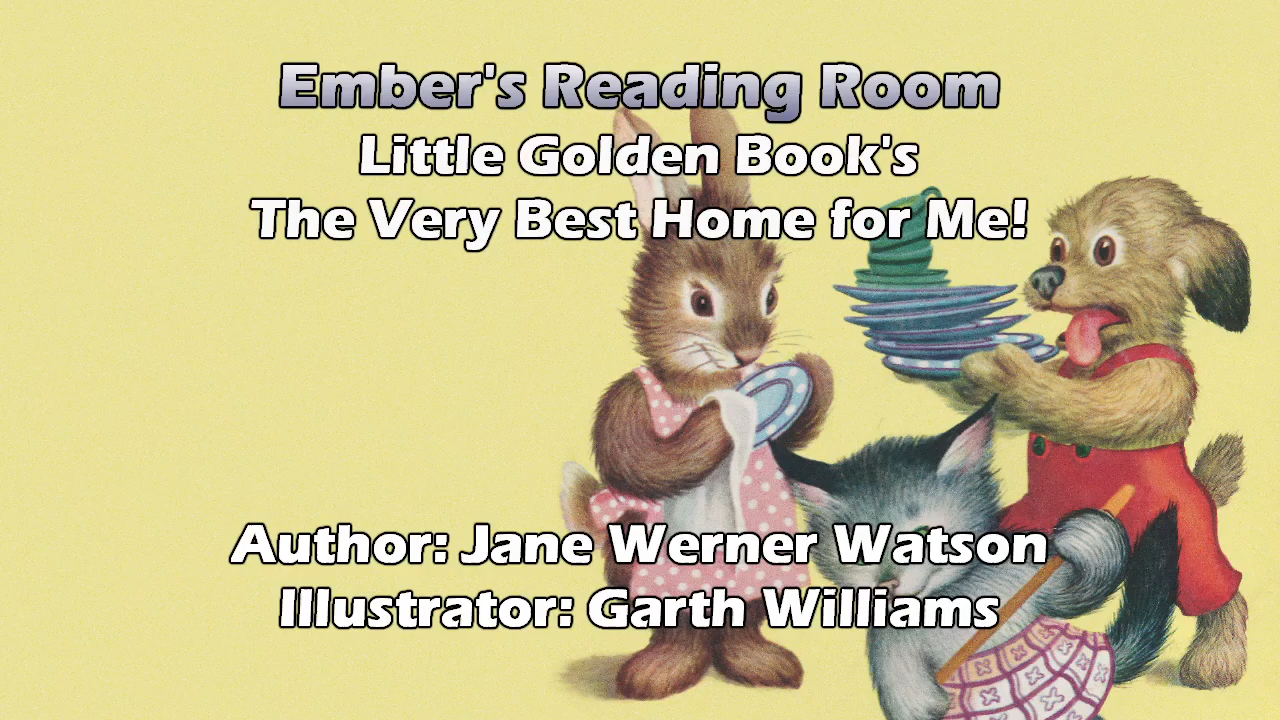 Ember's Reading Room
Little Golden Book's
The Very Best Home for Me!
Author: Jane Werner Watson
Illustrator: Garth Williams